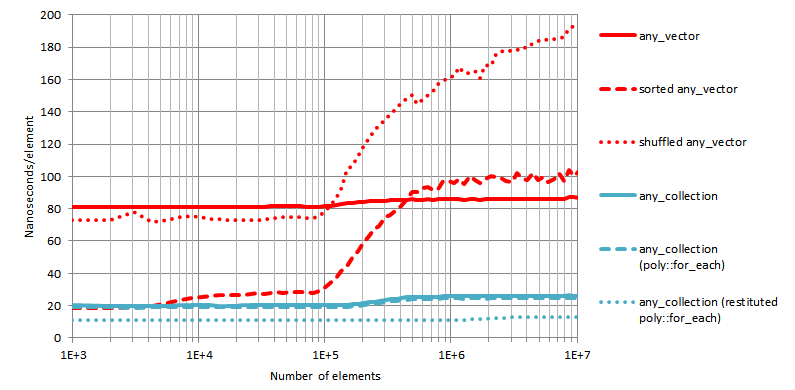 200
180
160
140
120
100
80
60
40
20
0
Nanoseconds/element
1E+3 1E+4 1E+5 1E+6 1E+7
Number of elements
any_vector
sorted any_vector
shuffled any_vector
any_collection
any_collection
(poly::for_each)
any_collection (restituted
poly::for_each)